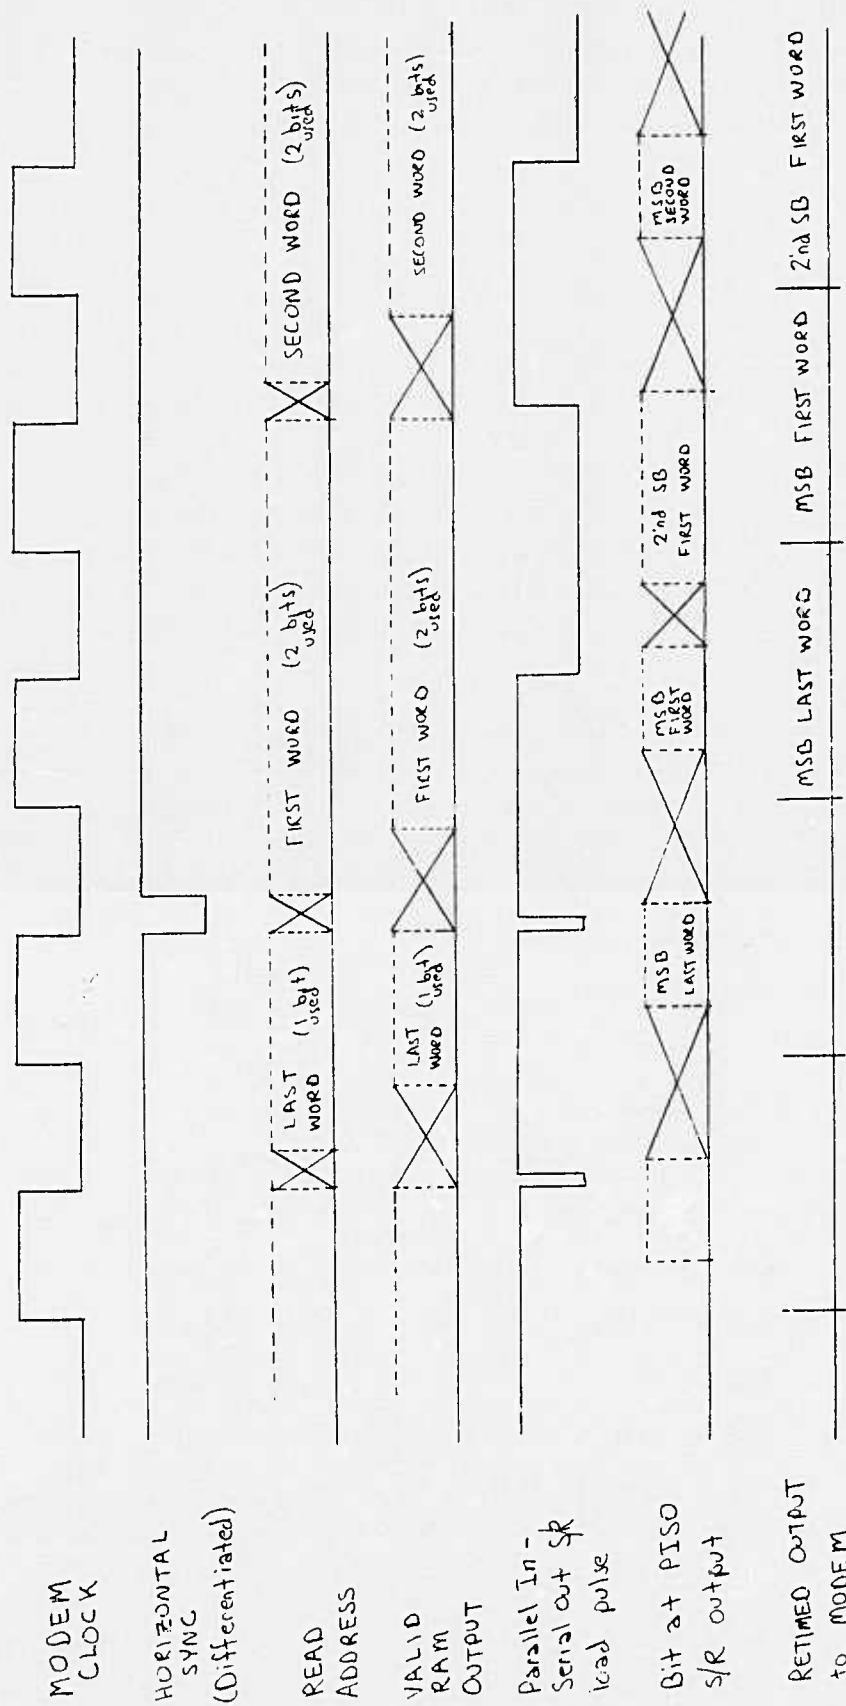 MODEM
CLOCK
HORIZONTAL
SYNC
(Differentiated)
READ
ADDRESS
LAST
WORD
(1 bit)
used
FIRST WORD (2 bits)
used
SECOND WORD (2 bits)
used
VALID
RAM
OUTPUT
LAST
WORD
(1 bit)
used
FIRST WORD (2 bits)
used
SECOND WORD (2 bits)
used
Parallel In-
Serial out S/R
load pulse
Bit at PISO
S/R output
MSB
LAST WORD
MSB
FIRST
WORD
2'nd SB
FIRST WORD
MSB
SECOND
WORD
RETIMED OUTPUT
to MODEM
MSB LAST WORD
MSB FIRST WORD
2'nd SB FIRST WORD